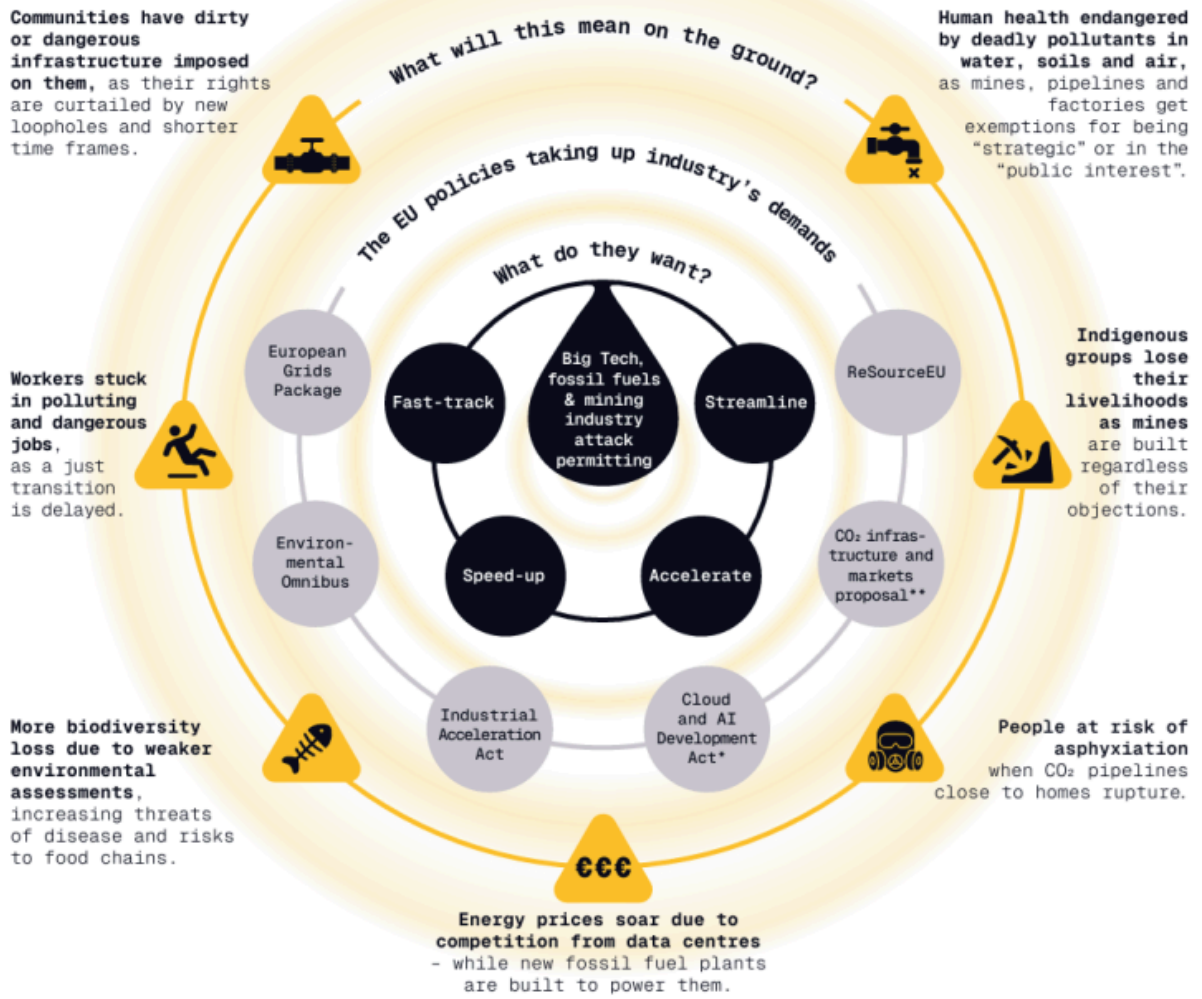 Communities have dirty
or dangerous
infrastructure imposed
on them, as their rights
are curtailed by new
loopholes and shorter
time frames.
What will this mean on the ground?
Human health endangered
by deadly pollutants in
water, soils and air,
as mines, pipelines and
factories get
exemptions for being
“strategic” or in the
“public interest”.
The EU policies taking up industry's demands
What do they want?
Big Tech,
fossil fuels
& mining
industry
attack
permitting
Fast-track
Streamline
Speed-up
Accelerate
European
Grids
Package
ReSourceEU
Environ-
mental
Omnibus
CO₂ infras-
tructure and
markets
proposal**
Industrial
Acceleration
Act
Cloud
and AI
Development
Act*
Workers stuck
in polluting
and dangerous
jobs,
as a just
transition
is delayed.
Indigenous
groups lose
their
livelihoods
as mines
are built
regardless
of their
objections.
More biodiversity
loss due to weaker
environmental
assessments,
increasing threats
of disease and risks
to food chains.
People at risk of
asphyxiation
when CO₂ pipelines
close to homes rupture.
€€€
Energy prices soar due to
competition from data centres
– while new fossil fuel plants
are built to power them.